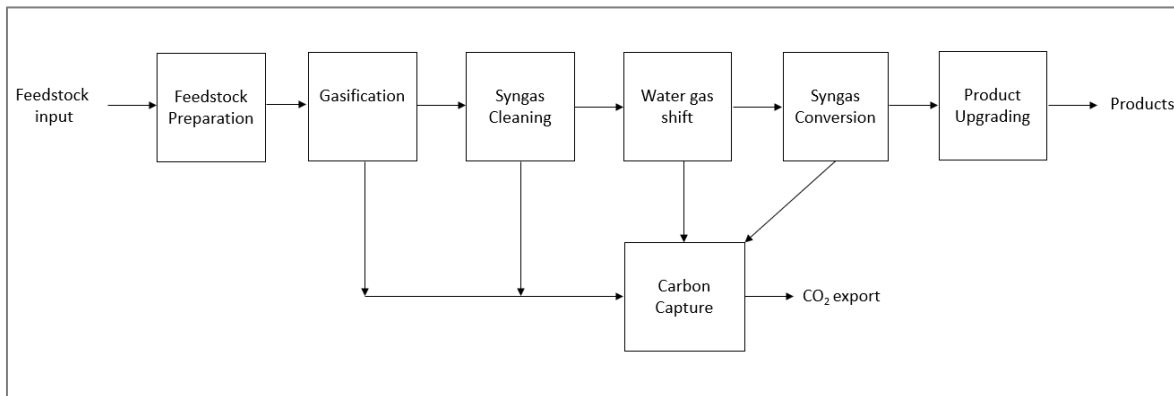 Feedstock
input
Feedstock
Preparation
Gasification
Syngas
Cleaning
Water gas
shift
Syngas
Conversion
Product
Upgrading
Products
Carbon
Capture
CO₂ export